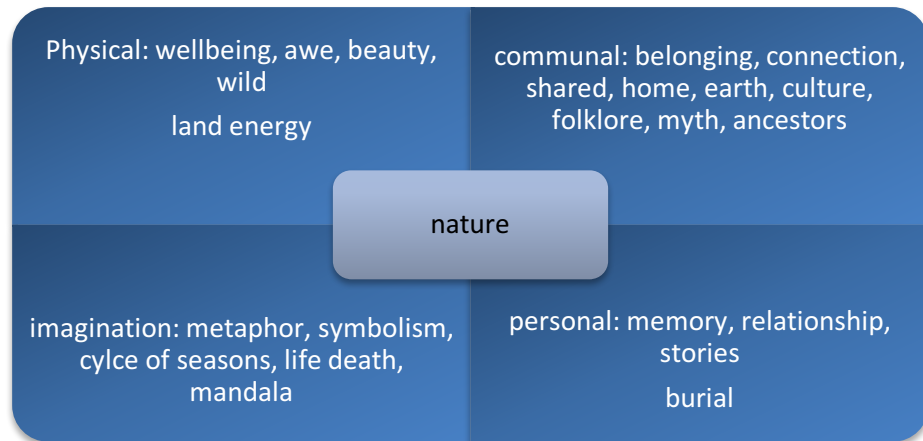 Physical: wellbeing, awe, beauty,
wild
land energy
communal: belonging, connection,
shared, home, earth, culture,
folklore, myth, ancestors
nature
imagination: metaphor, symbolism,
cylce of seasons, life death,
mandala
personal: memory, relationship,
stories
burial